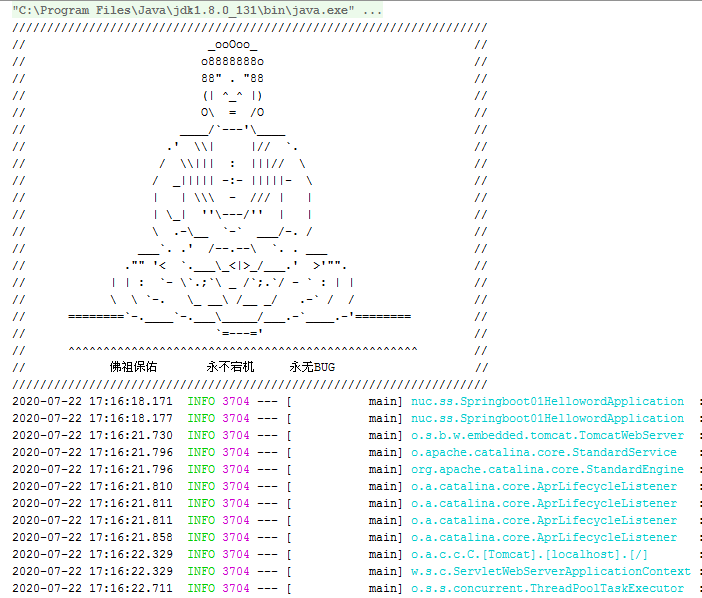 "C:\Program Files\Java\jdk1.8.0_131\bin\java.exe" ...
////////////////////////////////////////////////////////////////////
//                          _ooOoo_                               //
//                         o8888888o                              //
//                         88" . "88                              //
//                         (| ^_^ |)                              //
//                         O\  =  /O                              //
//                      ____/`---'\____                           //
//                    .'  \\|     |//  `.                         //
//                   /  \\|||  :  |||//  \                        //
//                  /  _||||| -:- |||||-  \                       //
//                  |   | \\\  -  /// |   |                       //
//                  | \_|  ''\---/''  |   |                       //
//                  \  .-\__  `-`  ___/-. /                       //
//                ___`. .'  /--.--\  `. . ___                     //
//              ."" '<  `.___\_<|>_/___.'  >'"".                  //
//            | | :  `- \`.;`\ _ /`;.`/ - ` : | |                 //
//            \  \ `-.   \_ __\ /__ _/   .-` /  /                 //
//      ========`-.____`-.___\_____/___.-`____.-'========         //
//                           `=---='                              //
//      ^^^^^^^^^^^^^^^^^^^^^^^^^^^^^^^^^^^^^^^^^^^^^^^^^^        //
//            佛祖保佑       永不宕机     永无BUG                    //
////////////////////////////////////////////////////////////////////
2020-07-22 17:16:18.171  INFO 3704 --- [           main] nuc.ss.Springboot01HellowordApplication  :
2020-07-22 17:16:18.177  INFO 3704 --- [           main] nuc.ss.Springboot01HellowordApplication  :
2020-07-22 17:16:21.730  INFO 3704 --- [           main] o.s.b.w.embedded.tomcat.TomcatWebServer  :
2020-07-22 17:16:21.796  INFO 3704 --- [           main] o.apache.catalina.core.StandardService   :
2020-07-22 17:16:21.796  INFO 3704 --- [           main] org.apache.catalina.core.StandardEngine  :
2020-07-22 17:16:21.810  INFO 3704 --- [           main] o.a.catalina.core.AprLifecycleListener   :
2020-07-22 17:16:21.811  INFO 3704 --- [           main] o.a.catalina.core.AprLifecycleListener   :
2020-07-22 17:16:21.811  INFO 3704 --- [           main] o.a.catalina.core.AprLifecycleListener   :
2020-07-22 17:16:21.858  INFO 3704 --- [           main] o.a.catalina.core.AprLifecycleListener   :
2020-07-22 17:16:22.329  INFO 3704 --- [           main] o.a.c.c.C.[Tomcat].[localhost].[/]       :
2020-07-22 17:16:22.329  INFO 3704 --- [           main] w.s.c.ServletWebServerApplicationContext :
2020-07-22 17:16:22.711  INFO 3704 --- [           main] o.s.s.concurrent.ThreadPoolTaskExecutor  :